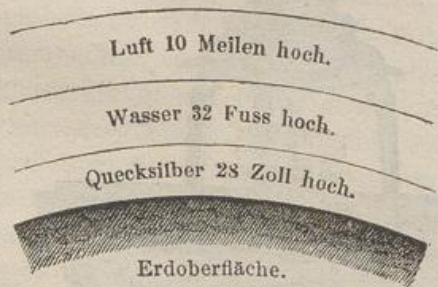 Luft 10 Meilen hoch.
Wasser 32 Fuss hoch.
Quecksilber 28 Zoll hoch.
Erdoberfläche.